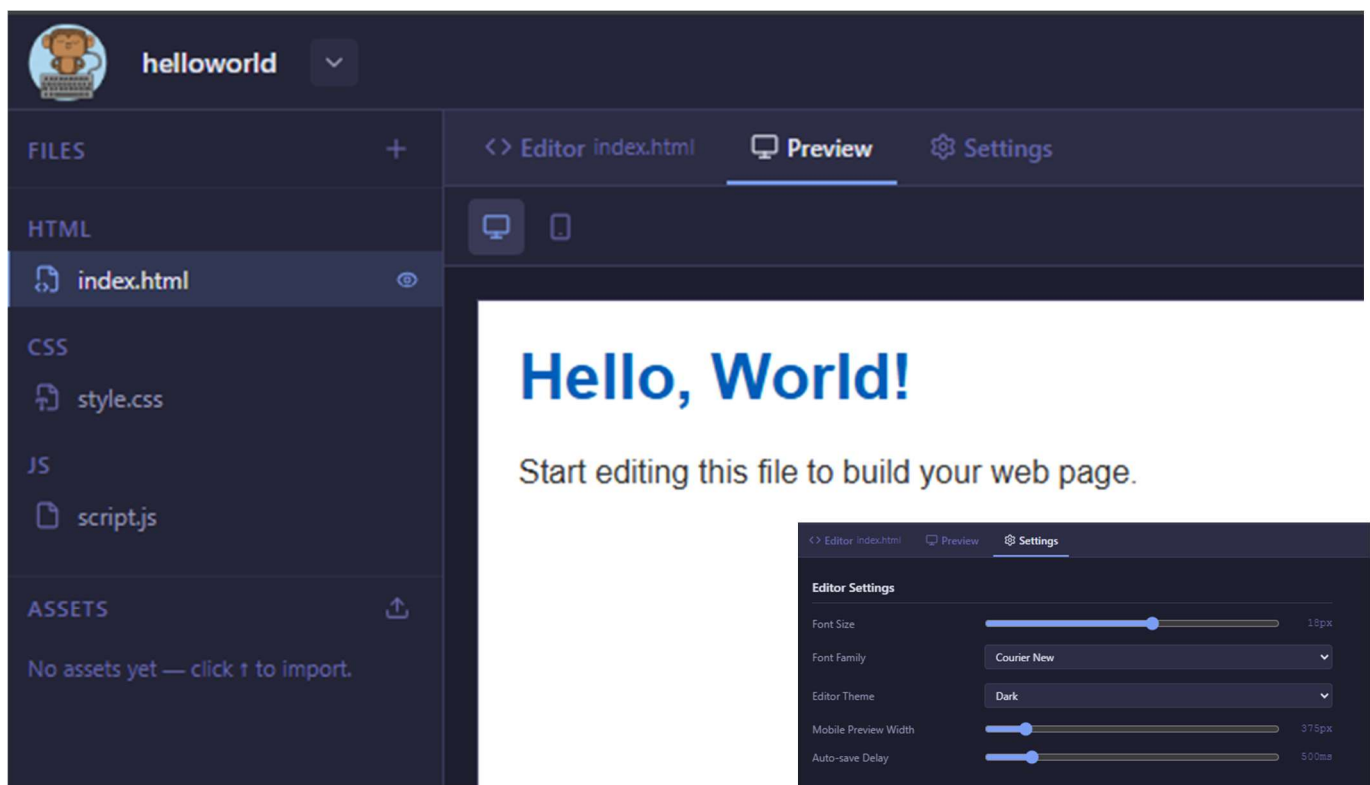 helloworld
FILES
Editor index.html Preview Settings
HTML
index.html
CSS
style.css
JS
script.js
ASSETS
No assets yet — click ↑ to import.
Hello, World!
Start editing this file to build your web page.
Editor index.html Preview Settings
Editor Settings
Font Size 18px
Font Family Courier New
Editor Theme Dark
Mobile Preview Width 375px
Auto-save Delay 500ms